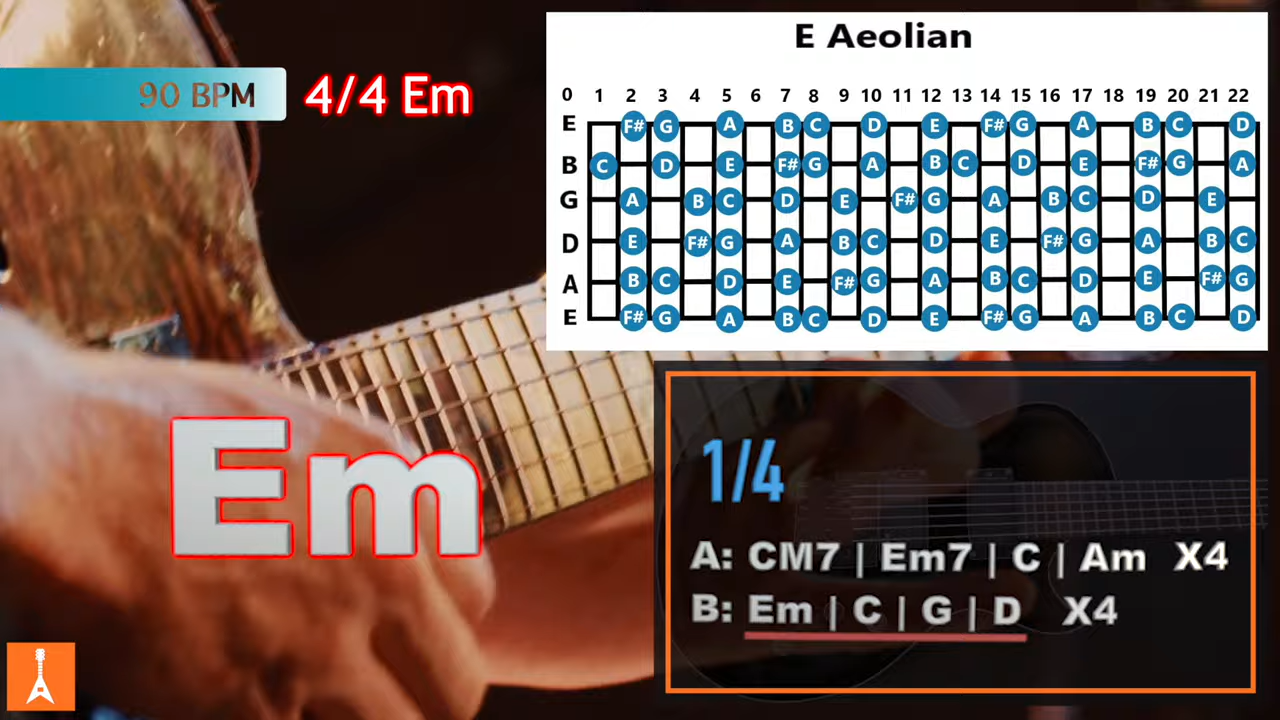 90 BPM
4/4 Em
E Aeolian
0 1 2 3 4 5 6 7 8 9 10 11 12 13 14 15 16 17 18 19 20 21 22
E F# G A B C D E F# G A B C D
B C D E F# G A B C D E F# G A
G A B C D E F# G A B C D E
D E F# G A B C D E F# G A B C
A B C D E F# G A B C D E F# G
E F# G A B C D E F# G A B C D
Em
1/4
A: CM7 | Em7 | C | Am X4
B: Em | C | G | D X4